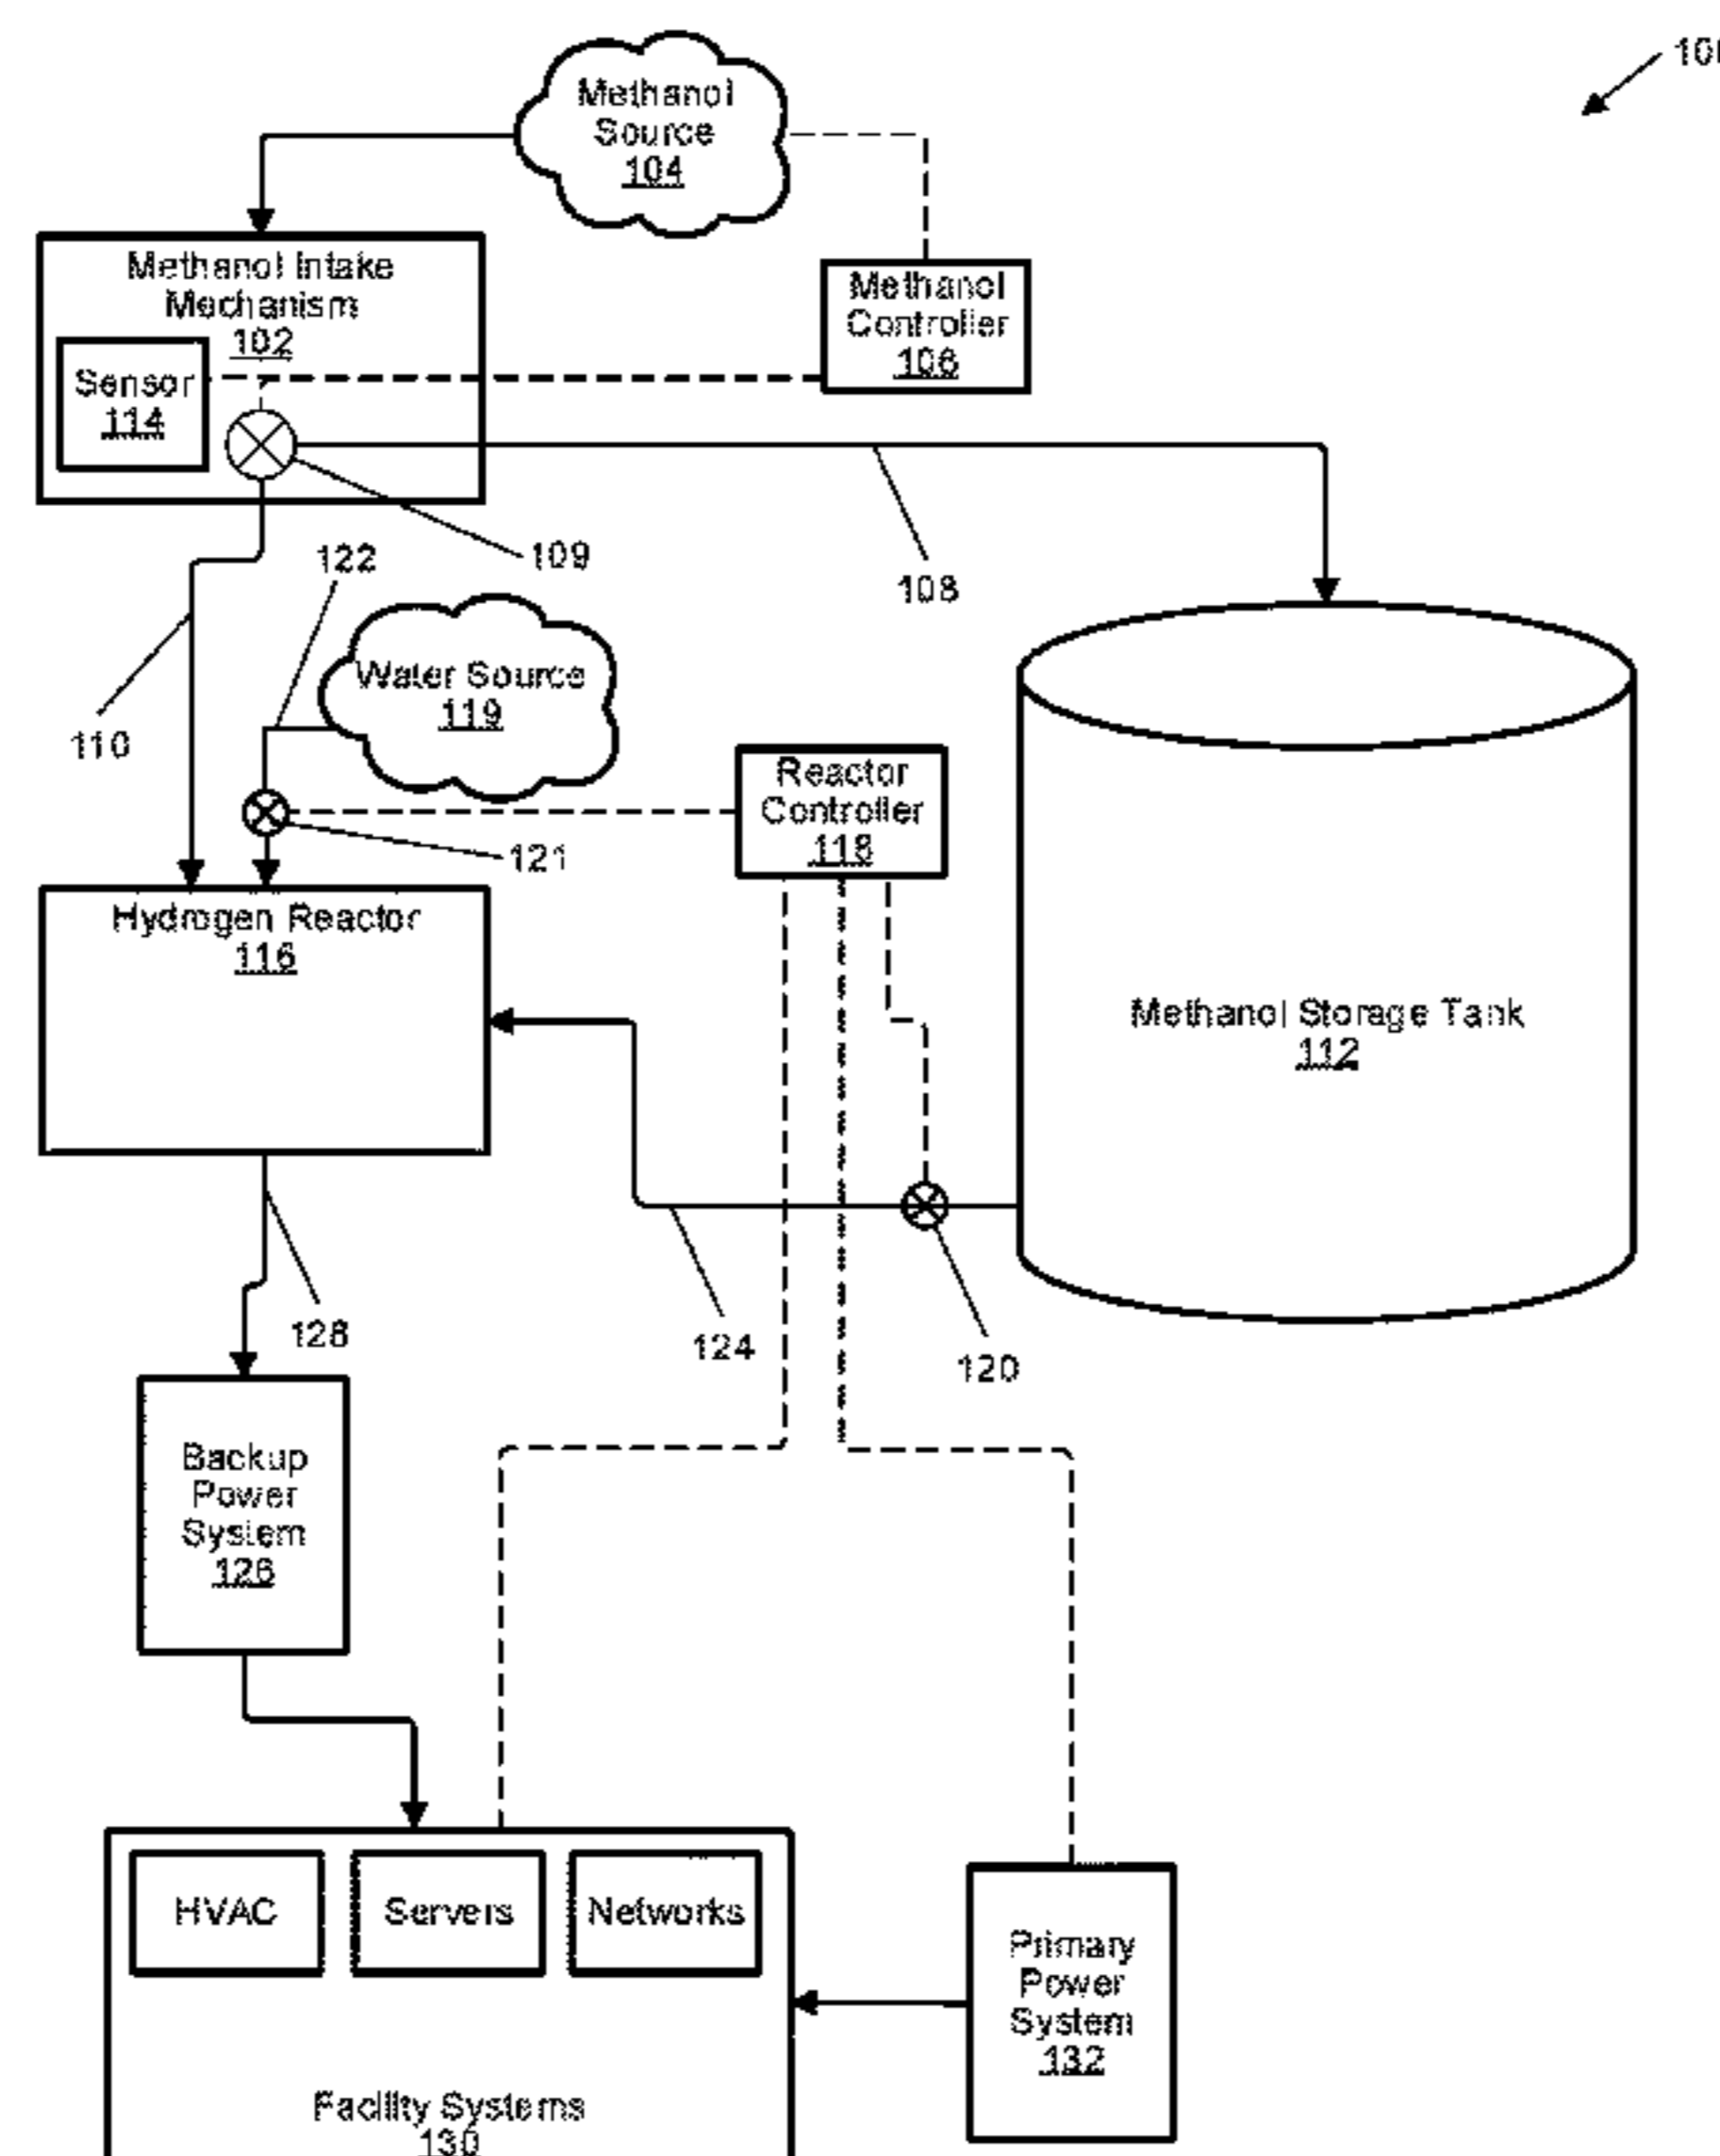 100
Methanol
Source
104
Methanol Intake
Mechanism
102
Methanol
Controller
106
Sensor
114
109
108
122
Water Source
119
110
Reactor
Controller
118
121
Hydrogen Reactor
116
Methanol Storage Tank
112
128
124
120
Backup
Power
System
126
HVAC
Servers
Networks
Primary
Power
System
132
Facility Systems
130